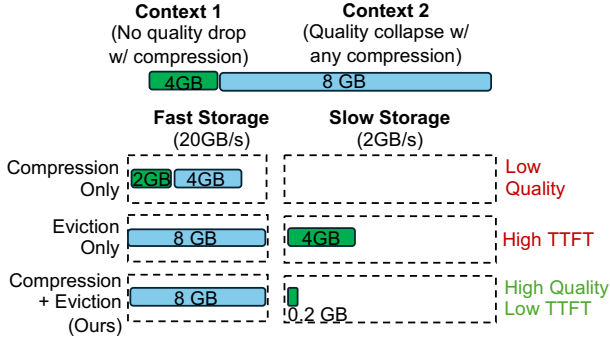 Context 1
(No quality drop
w/ compression)
Context 2
(Quality collapse w/
any compression)
4GB
8 GB
Fast Storage
(20GB/s)
Slow Storage
(2GB/s)
Compression
Only
2GB
4GB
Low
Quality
Eviction
Only
8 GB
4GB
High TTFT
Compression
+ Eviction
(Ours)
8 GB
0.2 GB
High Quality
Low TTFT